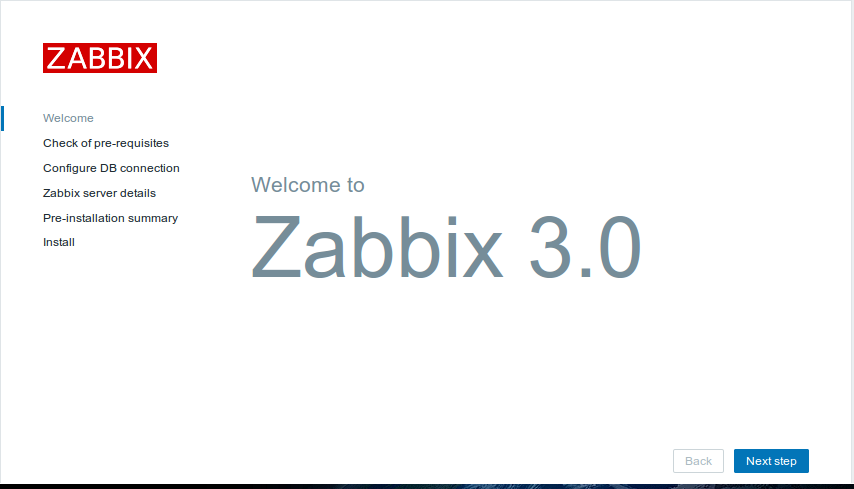 ZABBIX
Welcome
Check of pre-requisites
Configure DB connection
Zabbix server details
Pre-installation summary
Install
Welcome to
Zabbix 3.0
Back
Next step